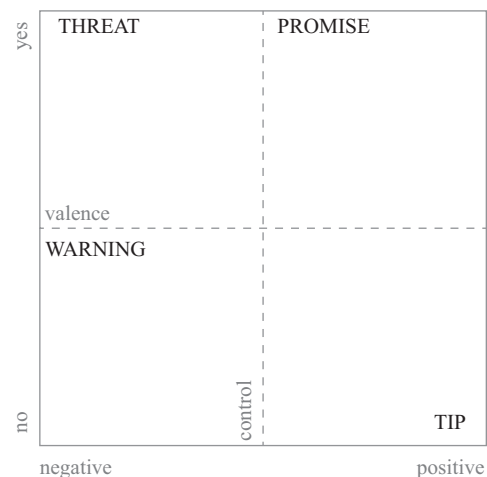 yes
THREAT
PROMISE
valence
WARNING
control
no
TIP
negative
positive